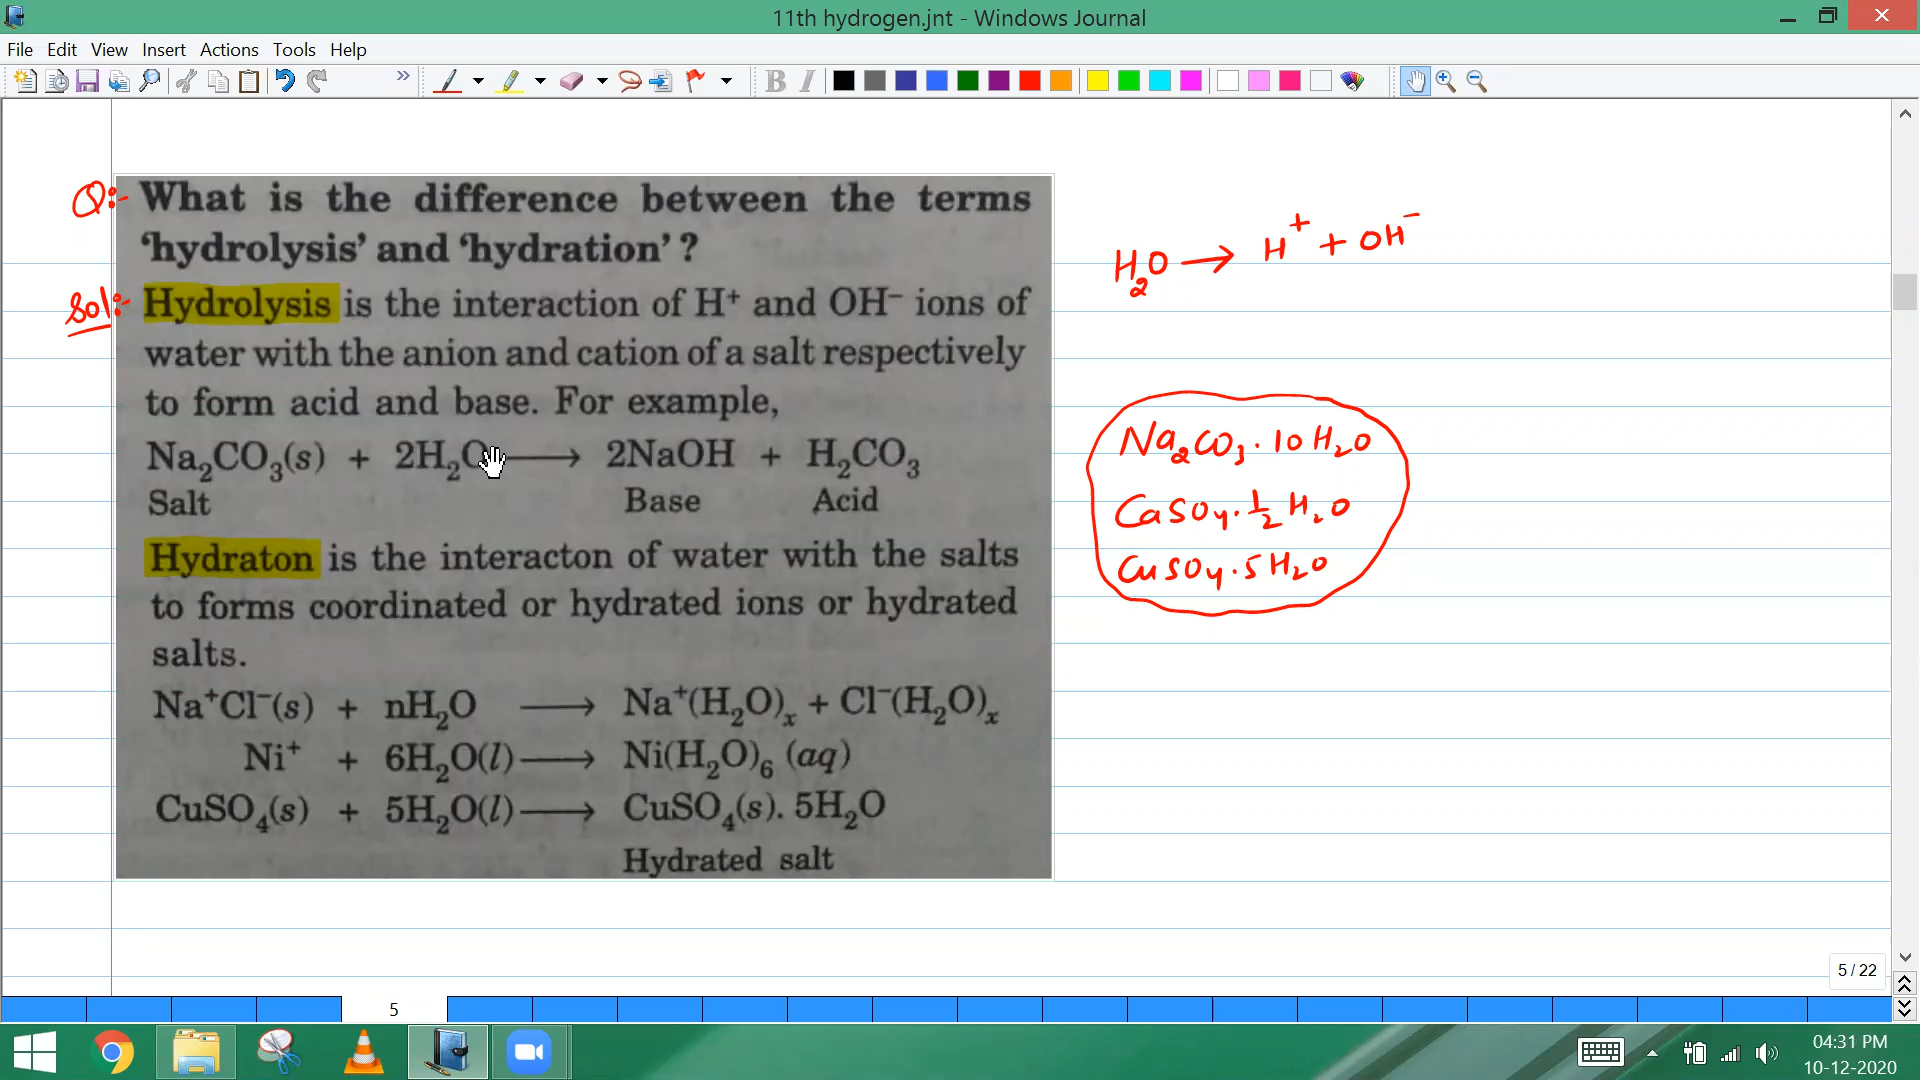 11th hydrogen.jnt - Windows Journal
File Edit View Insert Actions Tools Help
Q:- What is the difference between the terms
‘hydrolysis’ and ‘hydration’ ?
Sol:- Hydrolysis is the interaction of H⁺ and OH⁻ ions of
water with the anion and cation of a salt respectively
to form acid and base. For example,
Na₂CO₃(s) + 2H₂O ⟶ 2NaOH + H₂CO₃
Salt Base Acid
Hydraton is the interacton of water with the salts
to forms coordinated or hydrated ions or hydrated
salts.
Na⁺Cl⁻(s) + nH₂O ⟶ Na⁺(H₂O)ₓ + Cl⁻(H₂O)ₓ
Ni⁺ + 6H₂O(l) ⟶ Ni(H₂O)₆ (aq)
CuSO₄(s) + 5H₂O(l) ⟶ CuSO₄(s). 5H₂O
Hydrated salt
H₂O → H⁺ + OH⁻
Na₂CO₃ · 10 H₂O
CaSO₄ · ½ H₂O
CuSO₄ · 5 H₂O
5 / 22
5
04:31 PM
10-12-2020